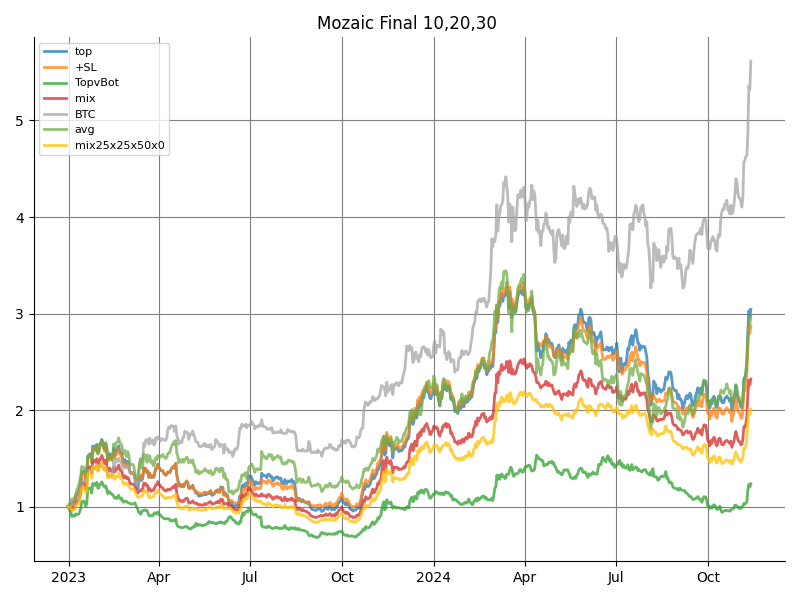 Mozaic Final 10,20,30
top
+SL
TopvBot
mix
BTC
avg
mix25x25x50x0
5
4
3
2
1
2023 Apr Jul Oct 2024 Apr Jul Oct